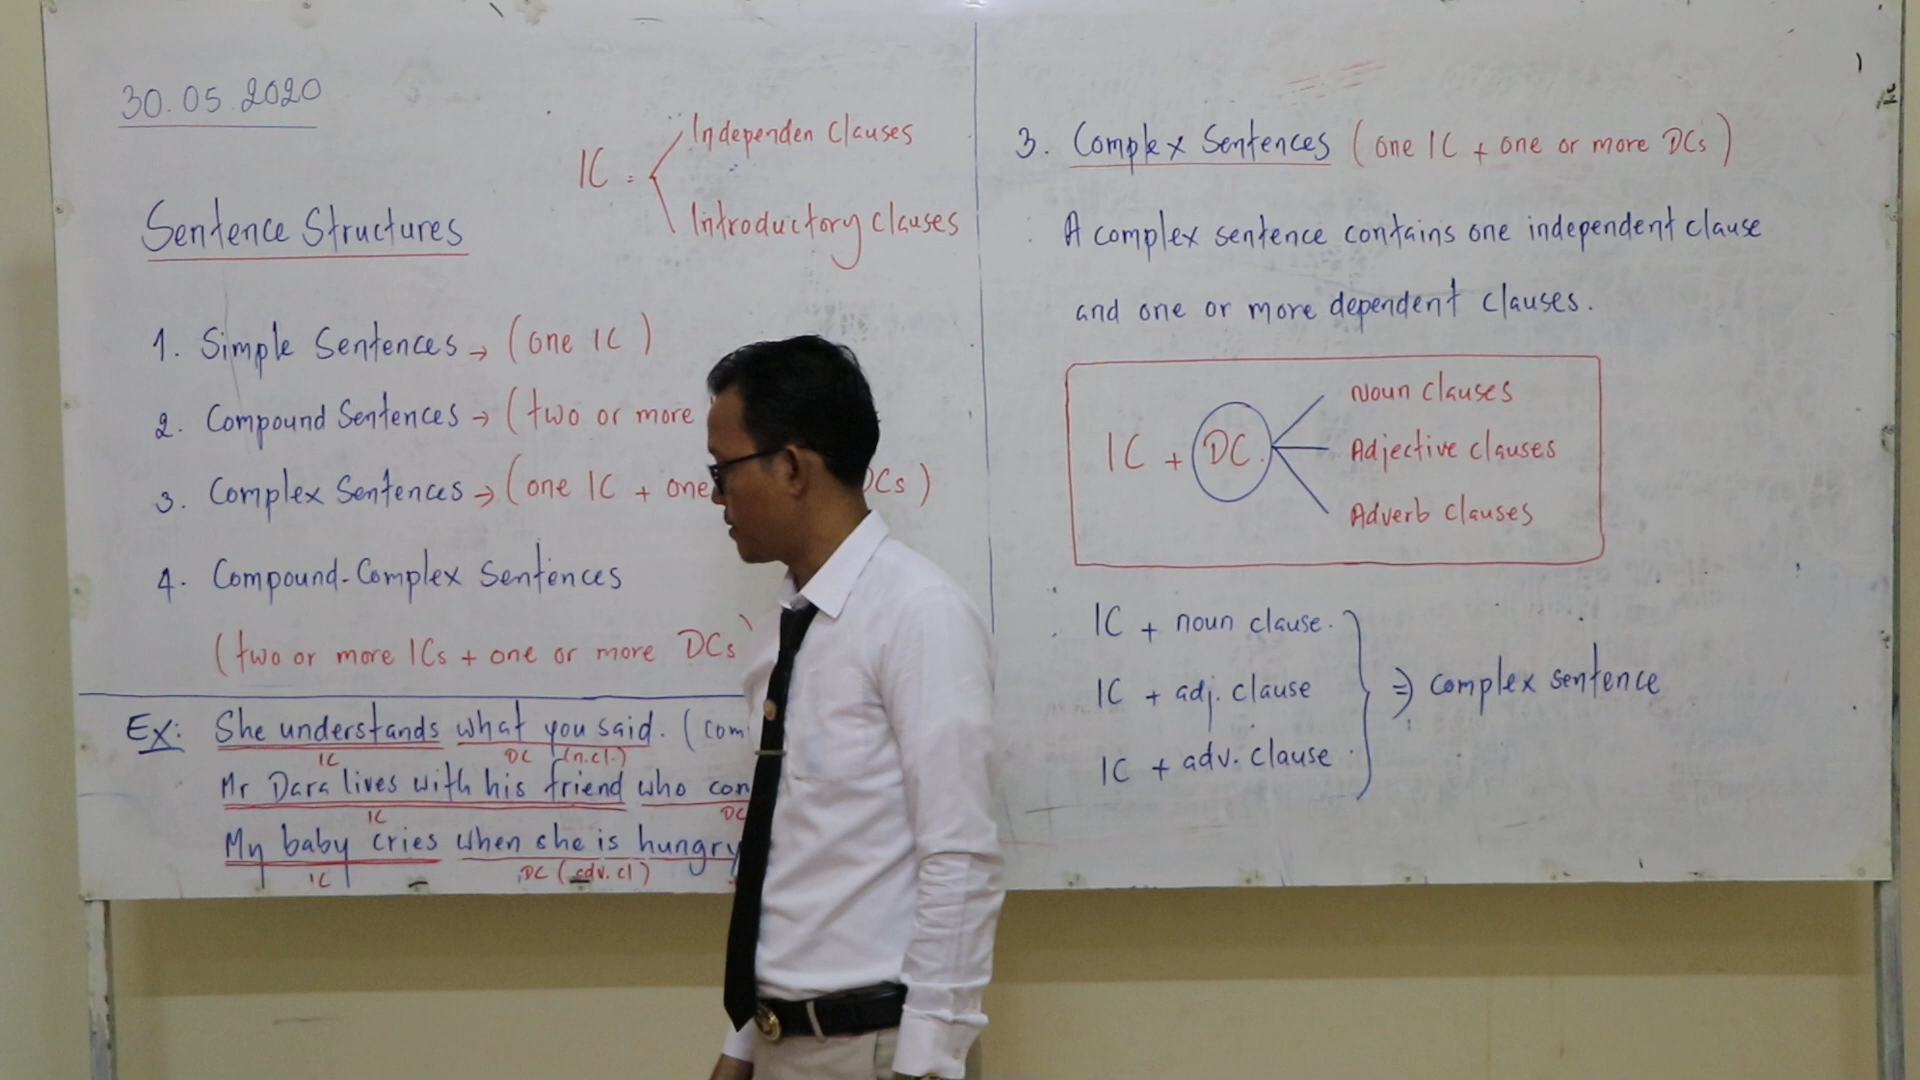 30.05.2020
IC = Independen Clauses
Introductory clauses
Sentence Structures
1. Simple Sentences → (one IC)
2. Compound Sentences → (two or more
3. Complex Sentences → (one IC + one DCs)
4. Compound-Complex Sentences
(two or more ICs + one or more DCs)
Ex: She understands what you said. (com
IC DC (n.cl.)
Mr Dara lives with his friend who com
IC DC
My baby cries when she is hungry
IC DC (adv. cl)
3. Complex Sentences (one IC + one or more DCs)
A complex sentence contains one independent clause
and one or more dependent clauses.
Noun clauses
IC + DC Adjective clauses
Adverb clauses
IC + noun clause.
IC + adj. clause ⇒ complex sentence
IC + adv. clause